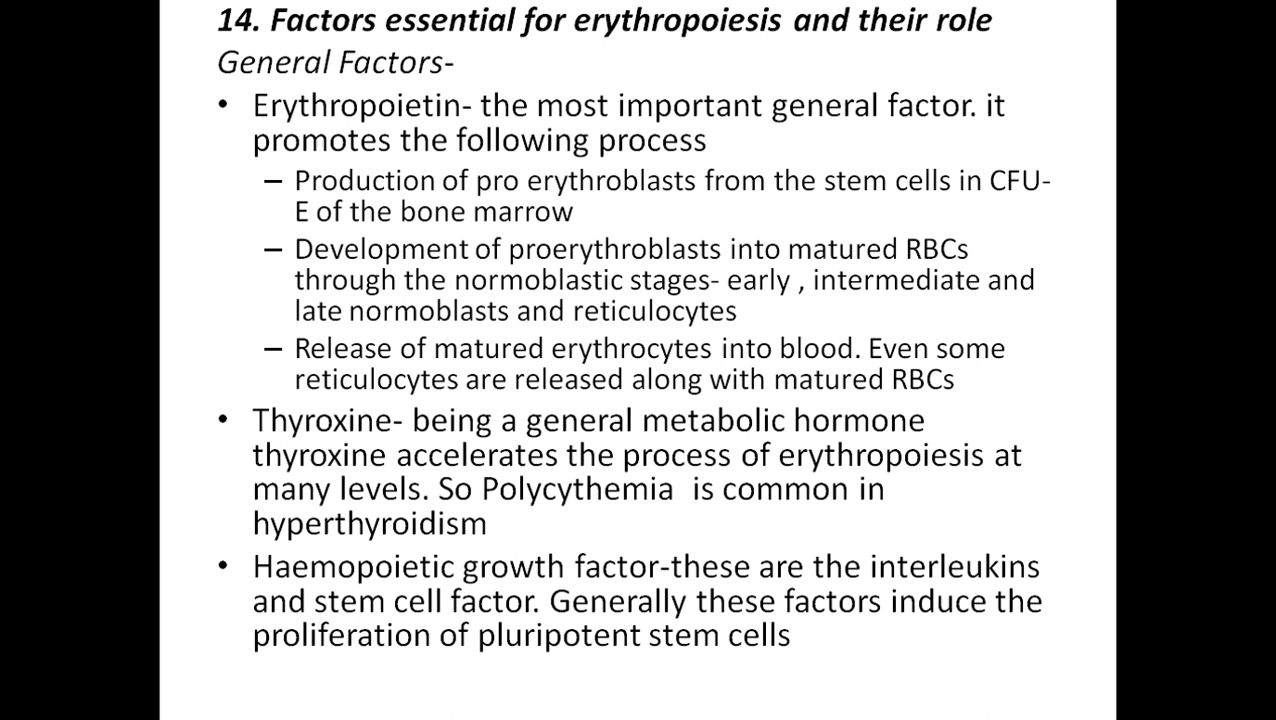 14. Factors essential for erythropoiesis and their role
General Factors-
• Erythropoietin- the most important general factor. it
promotes the following process
– Production of pro erythroblasts from the stem cells in CFU-
E of the bone marrow
– Development of proerythroblasts into matured RBCs
through the normoblastic stages- early , intermediate and
late normoblasts and reticulocytes
– Release of matured erythrocytes into blood. Even some
reticulocytes are released along with matured RBCs
• Thyroxine- being a general metabolic hormone
thyroxine accelerates the process of erythropoiesis at
many levels. So Polycythemia  is common in
hyperthyroidism
• Haemopoietic growth factor-these are the interleukins
and stem cell factor. Generally these factors induce the
proliferation of pluripotent stem cells